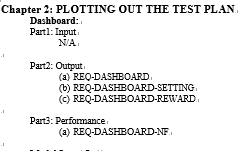 Chapter 2: PLOTTING OUT THE TEST PLAN
Dashboard:
Part1: Input
N/A
Part2: Output
(a) REQ-DASHBOARD
(b) REQ-DASHBOARD-SETTING
(c) REQ-DASHBOARD-REWARD
Part3: Performance
(a) REQ-DASHBOARD-NF